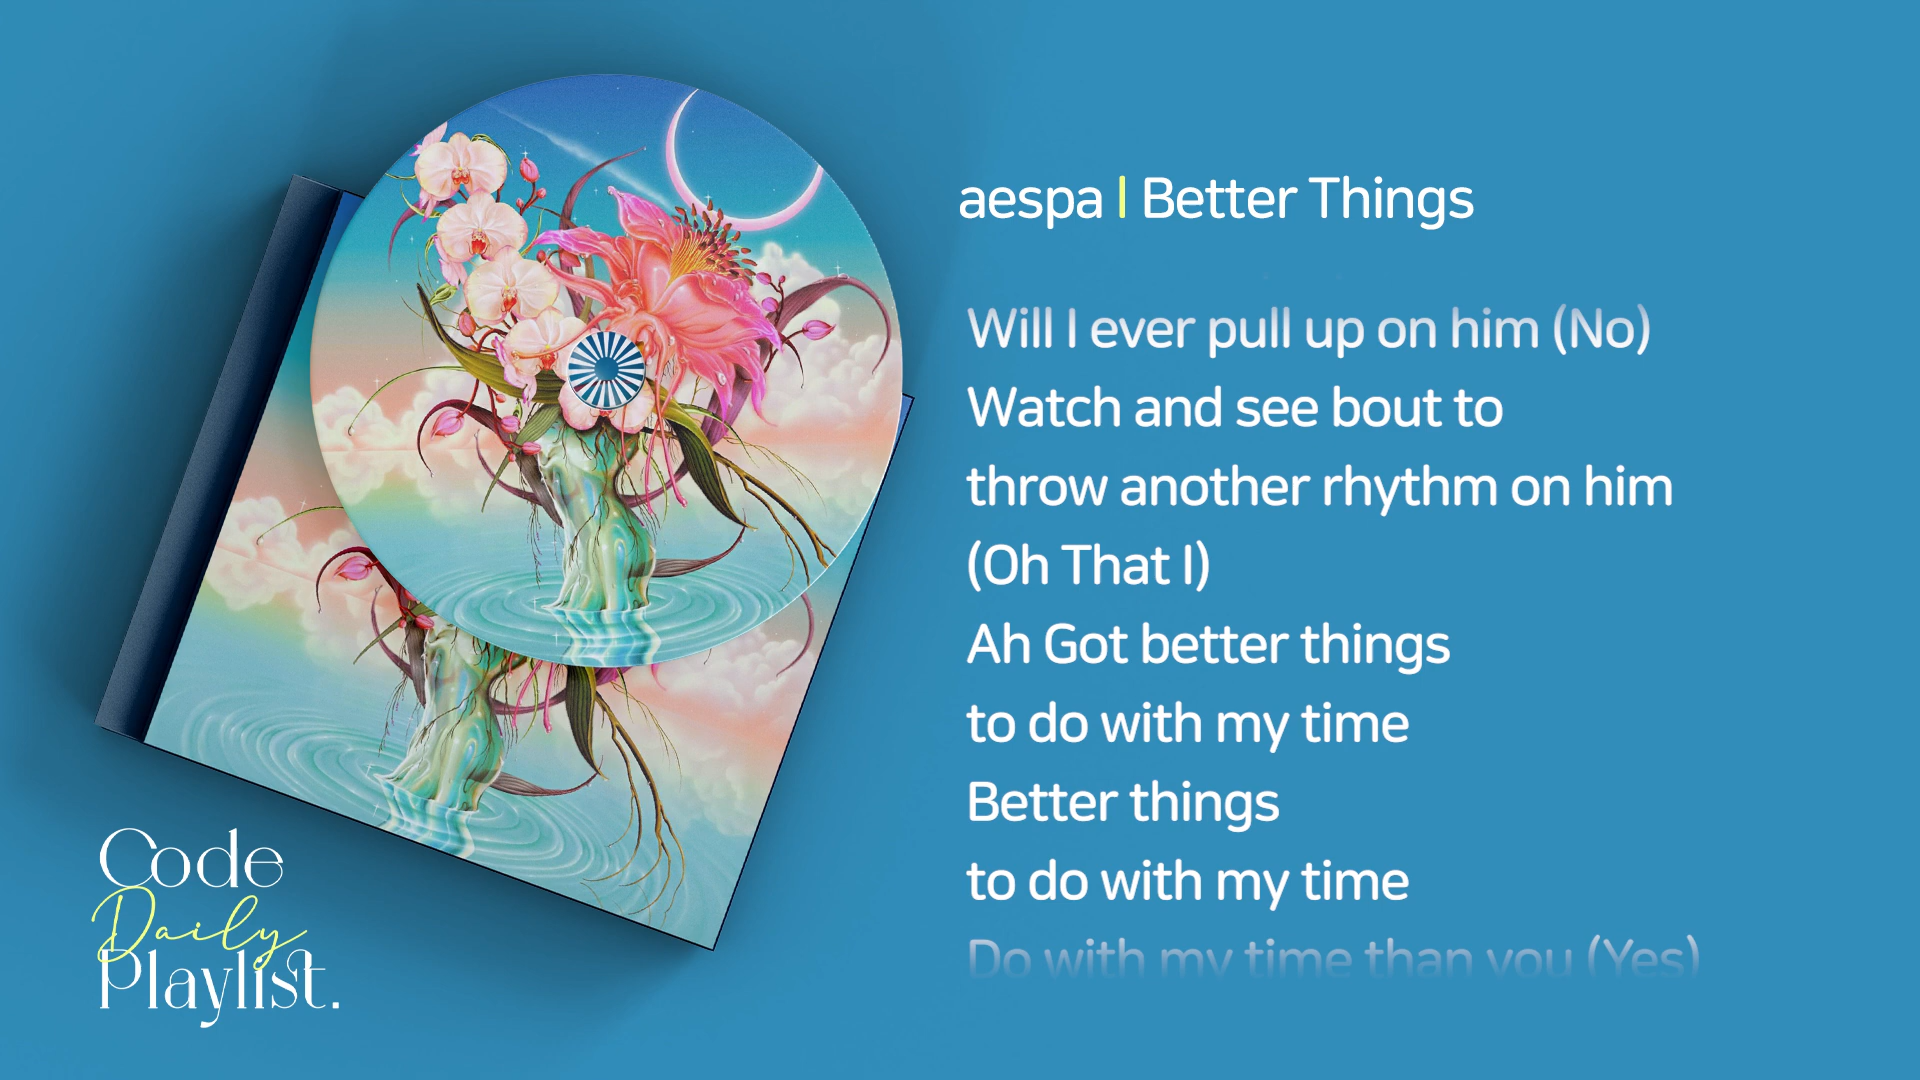 aespa | Better Things
Will I ever pull up on him (No)
Watch and see bout to
throw another rhythm on him
(Oh That I)
Ah Got better things
to do with my time
Better things
to do with my time
Do with my time than you (Yes)
Code
Daily
Playlist.